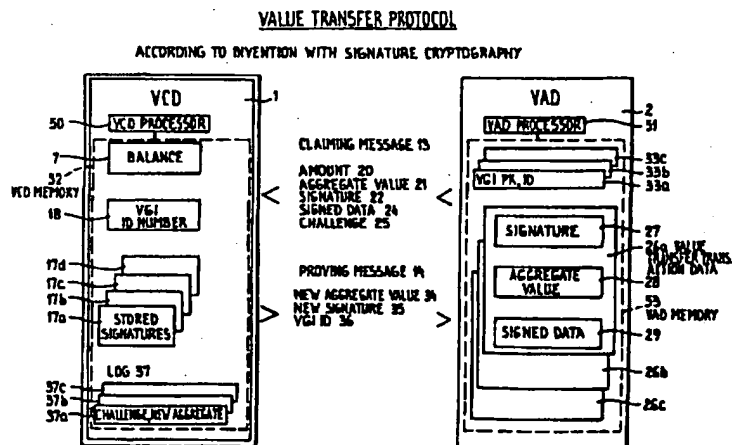 VALUE TRANSFER PROTOCOL
ACCORDING TO INVENTION WITH SIGNATURE CRYPTOGRAPHY
VCD
1
50
VCD PROCESSOR
7
BALANCE
52
VCD MEMORY
18
VGI
ID NUMBER
17d
17c
17b
17a
STORED
SIGNATURES
LOG 37
37c
37b
37a
CHALLENGE, NEW AGGREGATE
CLAIMING MESSAGE 13
AMOUNT 20
AGGREGATE VALUE 21
SIGNATURE 22
SIGNED DATA 24
CHALLENGE 25
<
<
PROVING MESSAGE 14
NEW AGGREGATE VALUE 34
NEW SIGNATURE 35
VGI ID 36
>
>
VAD
2
VAD PROCESSOR
51
33c
33b
VGI PK, ID
33a
SIGNATURE
27
26a VALUE
TRANSFER TRANS
ACTION DATA
AGGREGATE
VALUE
28
53
VAD MEMORY
SIGNED DATA
29
26b
26c